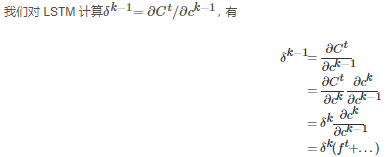 我们对 LSTM 计算δ^{k−1}=∂C^t/∂c^{k−1}，有
δ^{k−1}=∂C^t/∂c^{k−1}
=∂C^t/∂c^k ∂c^k/∂c^{k−1}
=δ^k ∂c^k/∂c^{k−1}
=δ^k(f^t+…)